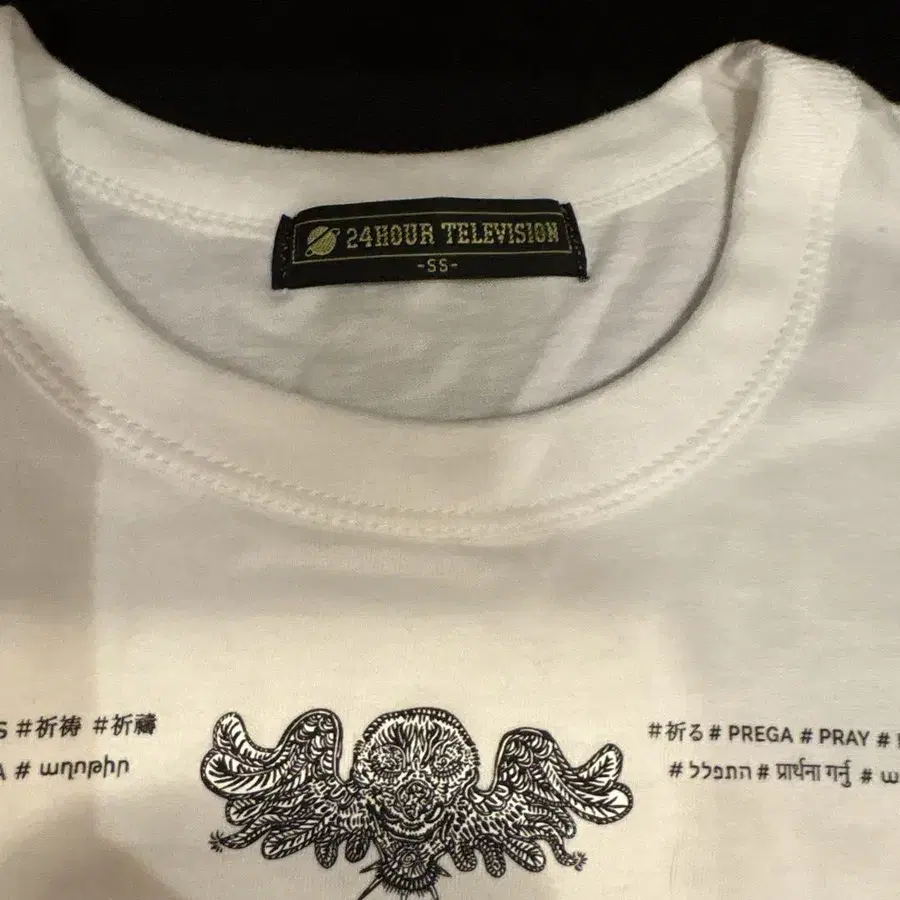 24HOUR TELEVISION
-SS-
#祈祷 #祈禱
# աղոթիր
#祈る # PREGA # PRAY #
# התפלל # प्रार्थना गर्नु #